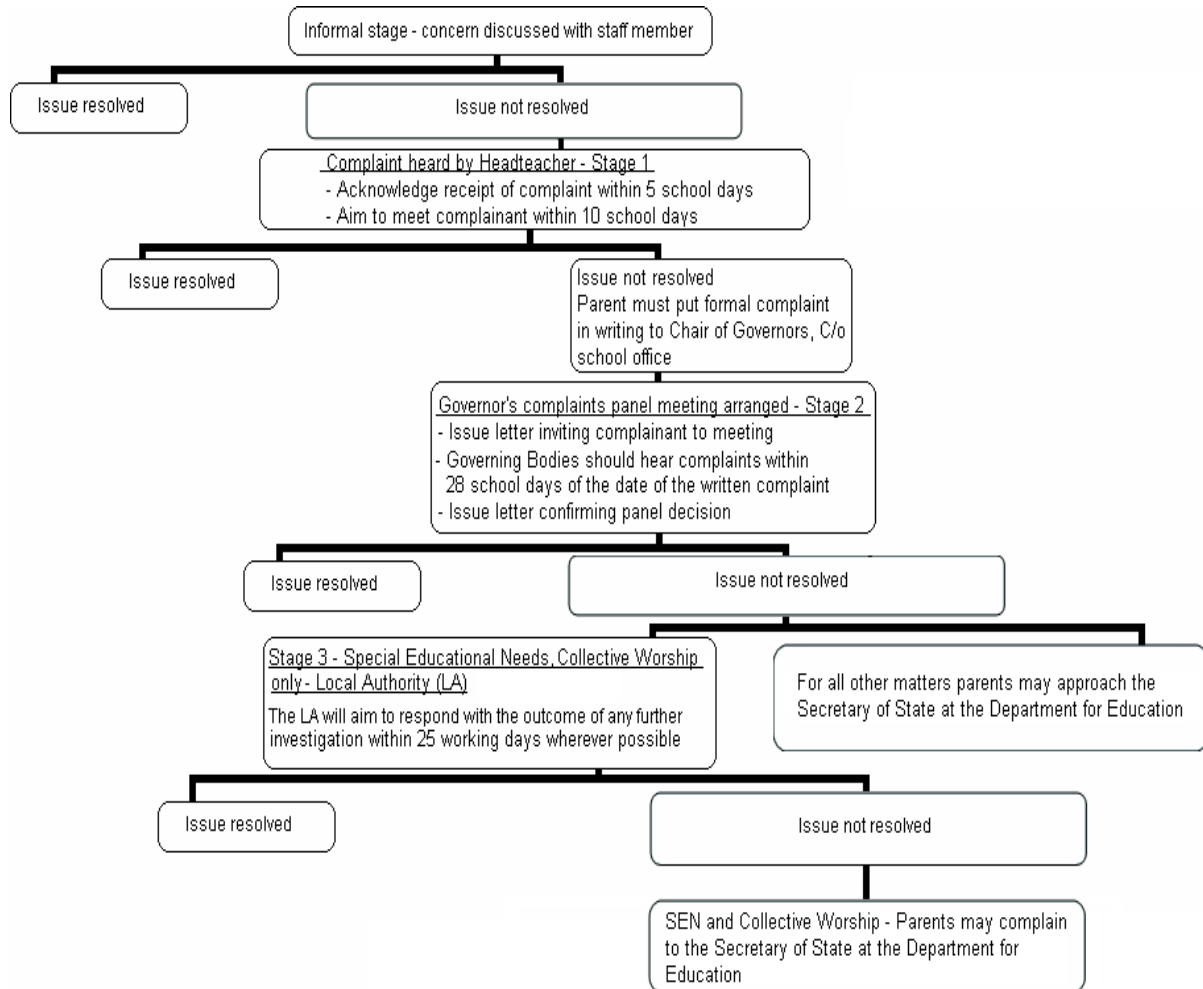 Informal stage - concern discussed with staff member
Issue resolved
Issue not resolved
Complaint heard by Headteacher - Stage 1
- Acknowledge receipt of complaint within 5 school days
- Aim to meet complainant within 10 school days
Issue resolved
Issue not resolved
Parent must put formal complaint
in writing to Chair of Governors, C/o
school office
Governor's complaints panel meeting arranged - Stage 2
- Issue letter inviting complainant to meeting
- Governing Bodies should hear complaints within
28 school days of the date of the written complaint
- Issue letter confirming panel decision
Issue resolved
Issue not resolved
Stage 3 - Special Educational Needs, Collective Worship
only - Local Authority (LA)
The LA will aim to respond with the outcome of any further
investigation within 25 working days wherever possible
For all other matters parents may approach the
Secretary of State at the Department for Education
Issue resolved
Issue not resolved
SEN and Collective Worship - Parents may complain
to the Secretary of State at the Department for
Education